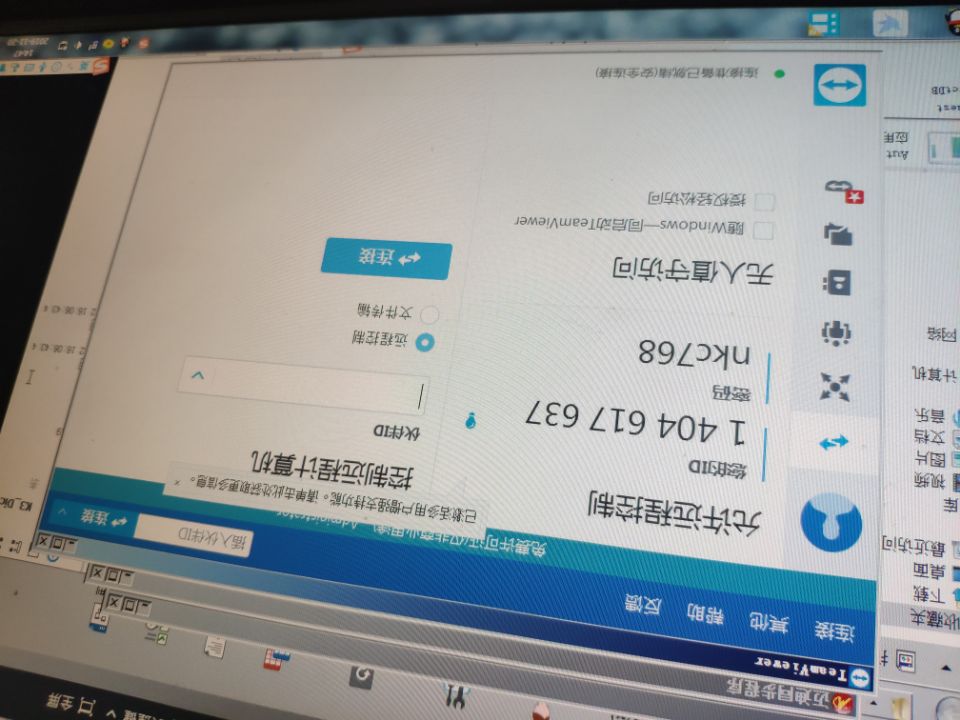 全屏
迈迪同步程序
TeamViewer
连接 其他 帮助 反馈
免费许可证(仅非商业用途) - Administrator
插入伙伴ID
连接
已激活多用户增强支持功能。请单击此处获取更多信息。
收藏夹
下载
桌面
最近访问
库
视频
图片
文档
音乐
计算机
网络
允许远程控制
您的ID
1 404 617 637
密码
nkc768
无人值守访问
随Windows一同启动TeamViewer
授权轻松访问
控制远程计算机
伙伴ID
远程控制
文件传输
连接
连接准备已就绪(安全连接)
K3_Dic
16:06:43:4
16:06:43:4
Aut
应用
英
14:47
2019-11-20